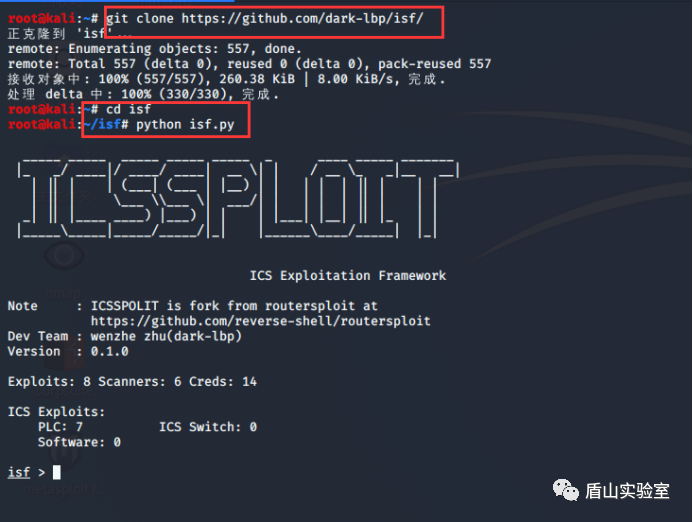 root@kali:~# git clone https://github.com/dark-lbp/isf/
正克隆到 'isf'...
remote: Enumerating objects: 557, done.
remote: Total 557 (delta 0), reused 0 (delta 0), pack-reused 557
接收对象中: 100% (557/557), 260.38 KiB | 8.00 KiB/s, 完成.
处理 delta 中: 100% (330/330), 完成.
root@kali:~# cd isf
root@kali:~/isf# python isf.py
ICSSPLOIT
ICS Exploitation Framework
Note : ICSSPOLIT is fork from routersploit at
https://github.com/reverse-shell/routersploit
Dev Team : wenzhe zhu(dark-lbp)
Version : 0.1.0
Exploits: 8 Scanners: 6 Creds: 14
ICS Exploits:
PLC: 7 ICS Switch: 0
Software: 0
isf >
盾山实验室